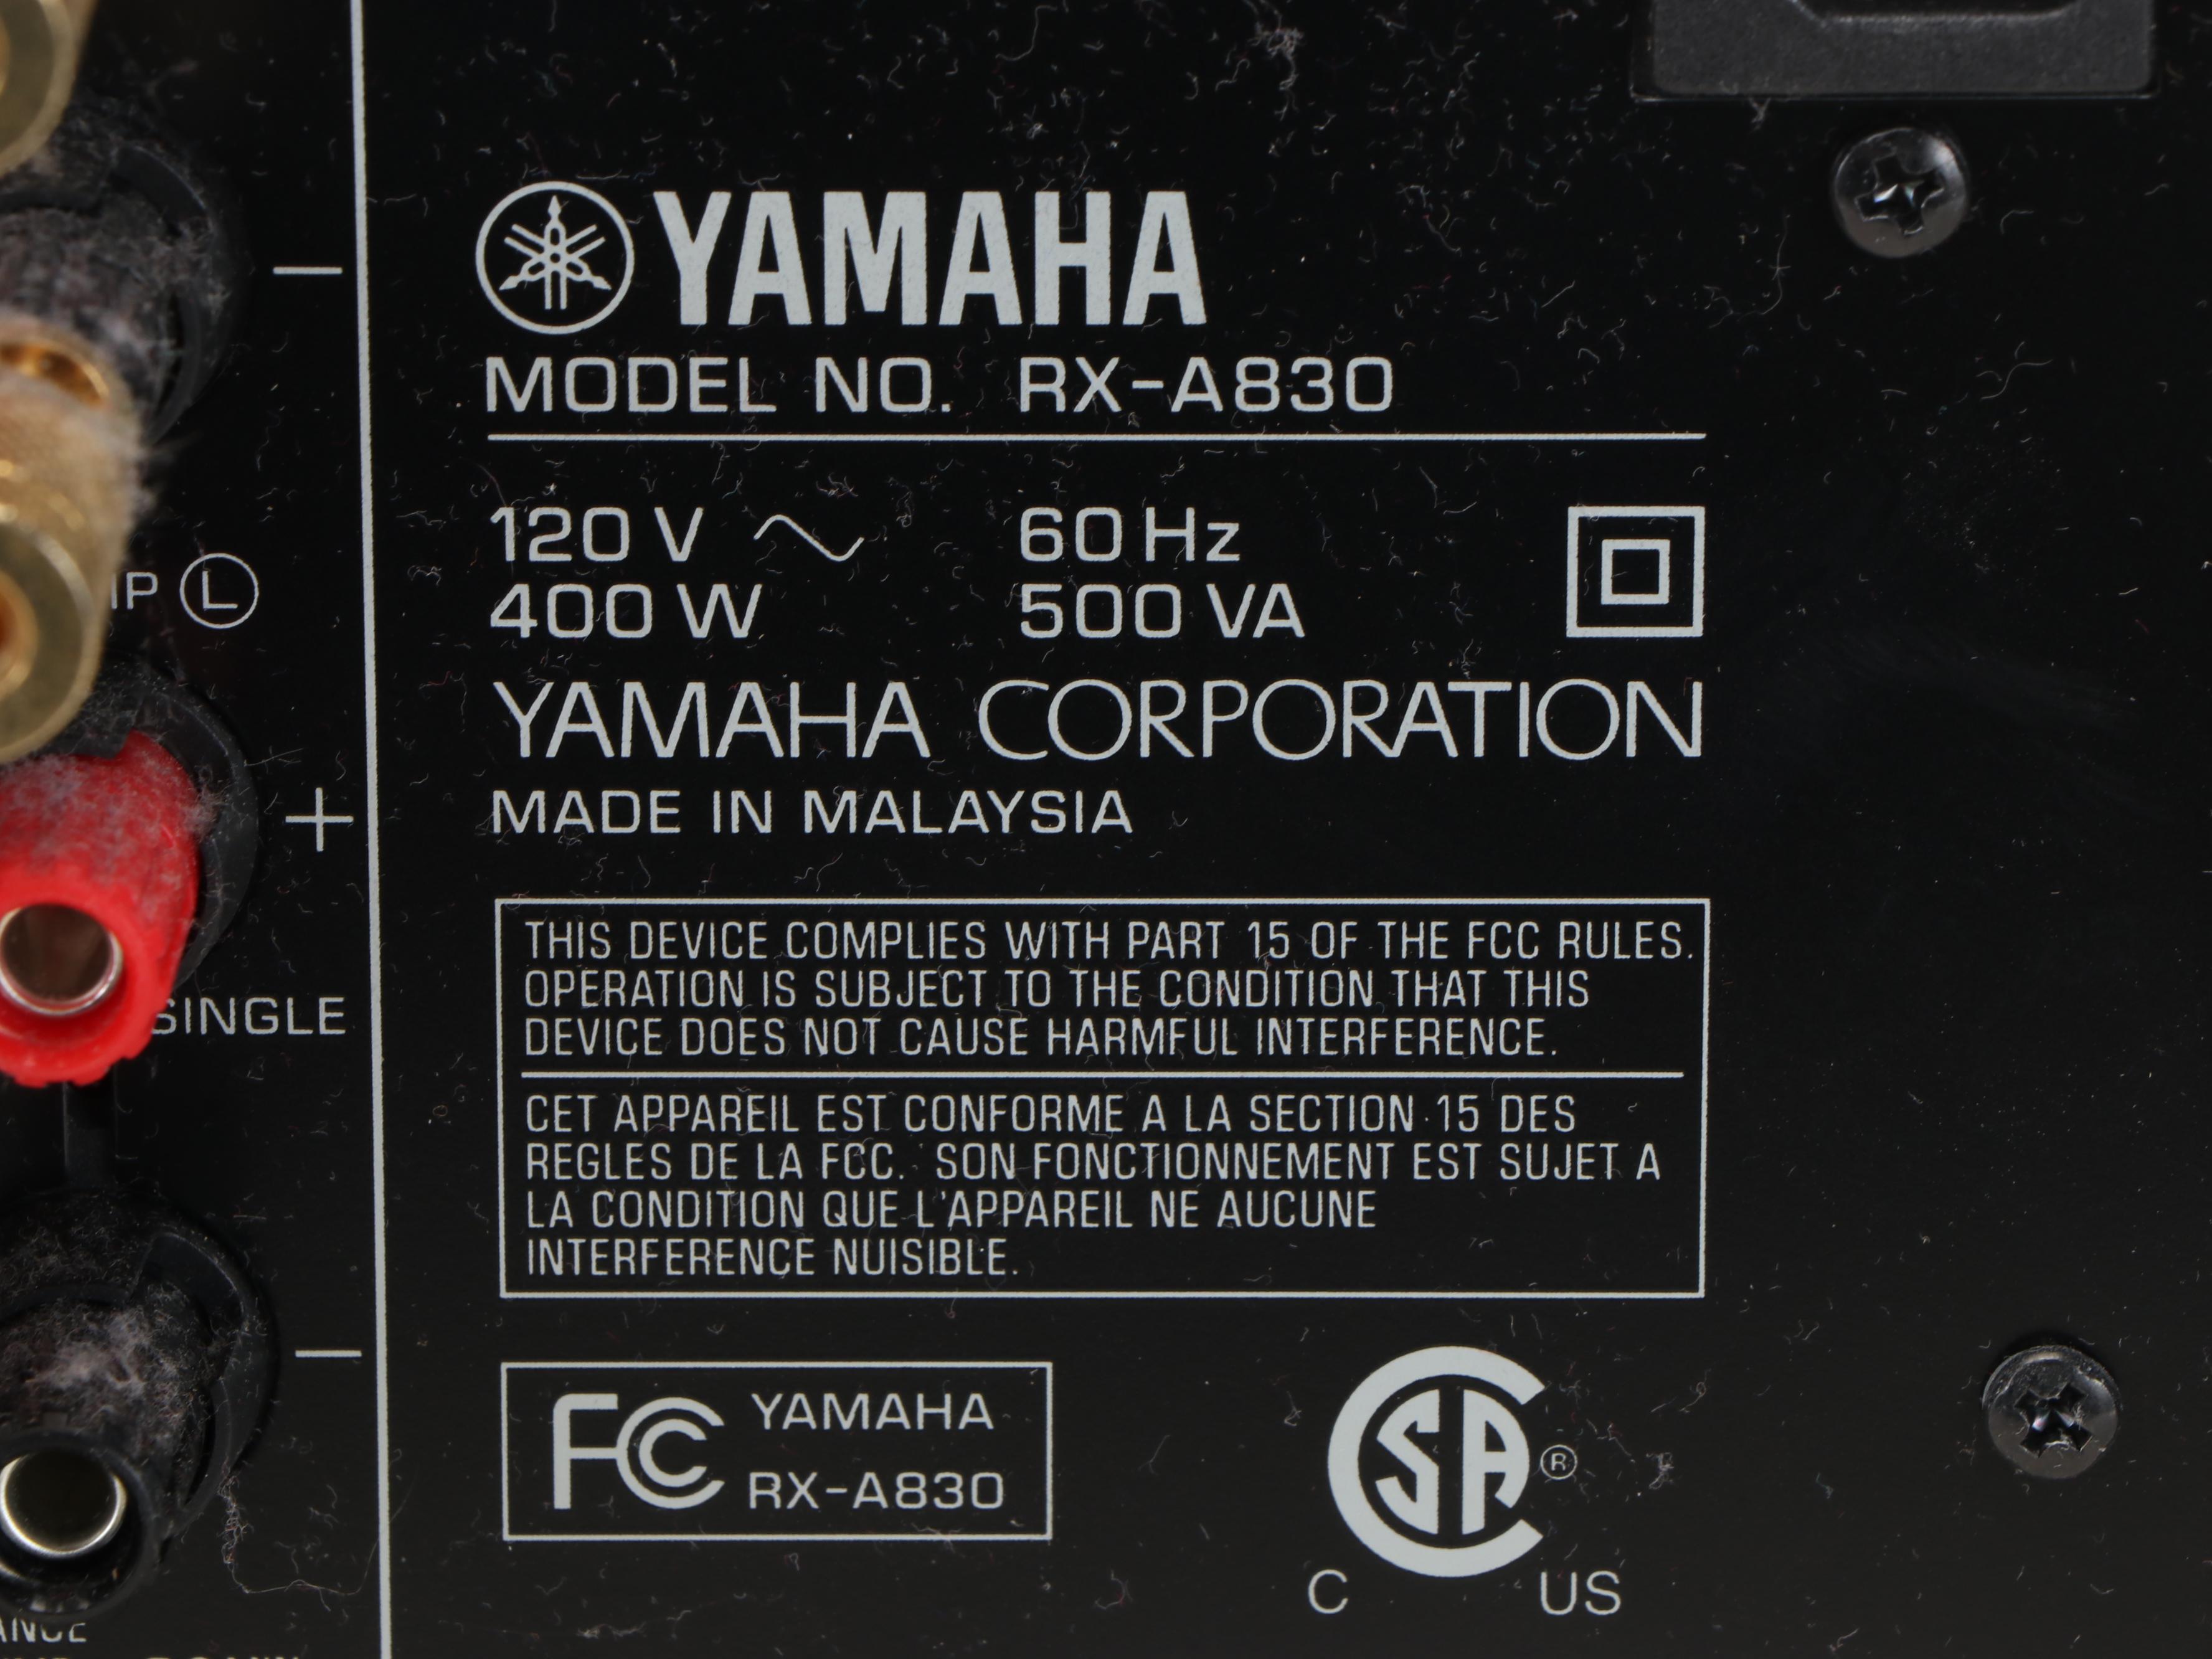 YAMAHA
MODEL NO. RX-A830
120 V ~ 60 Hz
400 W 500 VA
YAMAHA CORPORATION
MADE IN MALAYSIA
THIS DEVICE COMPLIES WITH PART 15 OF THE FCC RULES.
OPERATION IS SUBJECT TO THE CONDITION THAT THIS
DEVICE DOES NOT CAUSE HARMFUL INTERFERENCE.
CET APPAREIL EST CONFORME A LA SECTION 15 DES
REGLES DE LA FCC. SON FONCTIONNEMENT EST SUJET A
LA CONDITION QUE L'APPAREIL NE AUCUNE
INTERFERENCE NUISIBLE.
FC YAMAHA
RX-A830
SA ®
C US
−
L
+
SINGLE
−